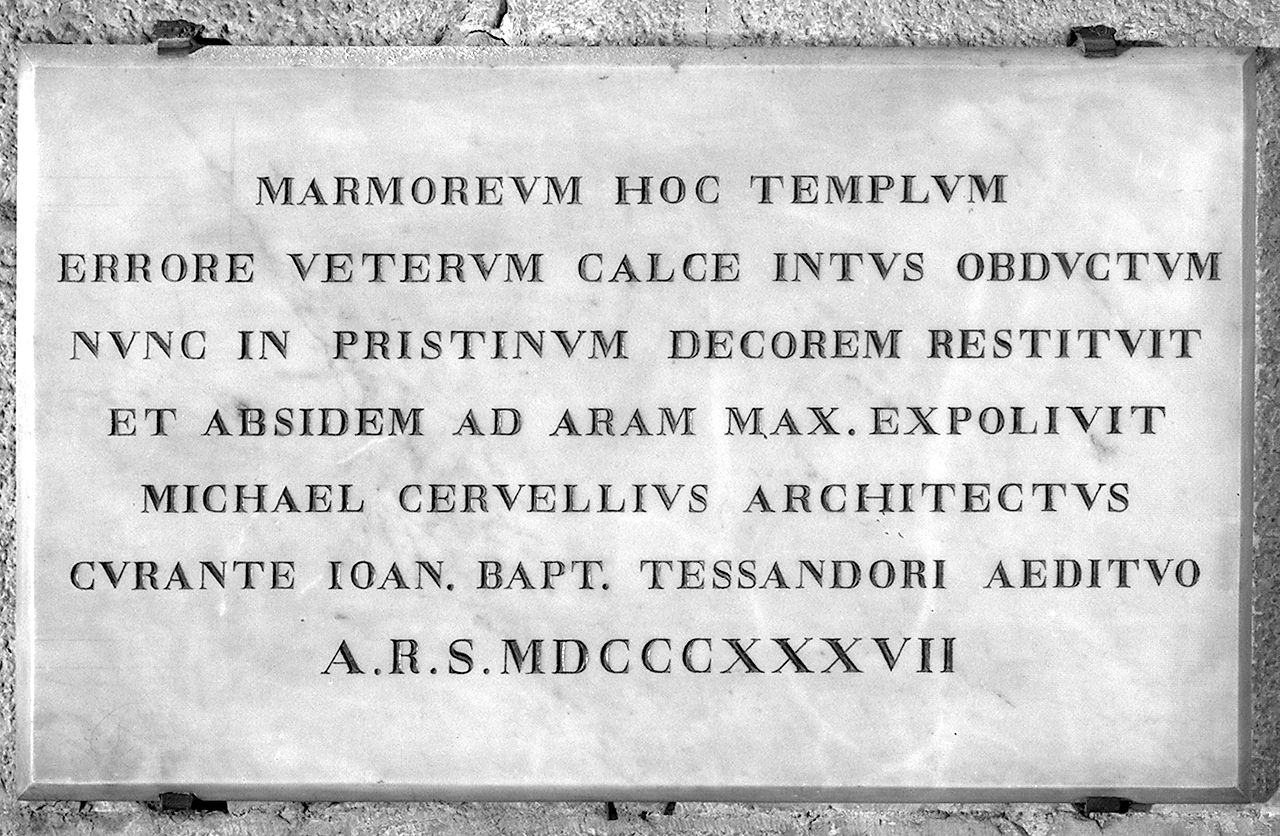 MARMOREVM HOC TEMPLVM
ERRORE VETERVM CALCE INTVS OBDVCTVM
NVNC IN PRISTINVM DECOREM RESTITVIT
ET ABSIDEM AD ARAM MAX. EXPOLIVIT
MICHAEL CERVELLIVS ARCHITECTVS
CVRANTE IOAN. BAPT. TESSANDORI AEDITVO
A.R.S.MDCCCXXXVII